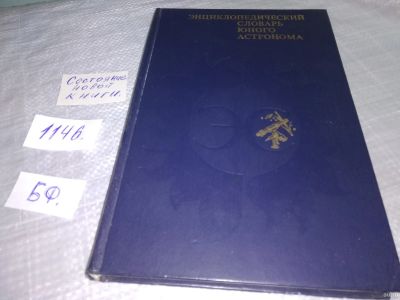 ЭНЦИКЛОПЕДИЧЕСКИЙ
СЛОВАРЬ
ЮНОГО
АСТРОНОМА
Состояние
новой
книги.
1146.
БФ.